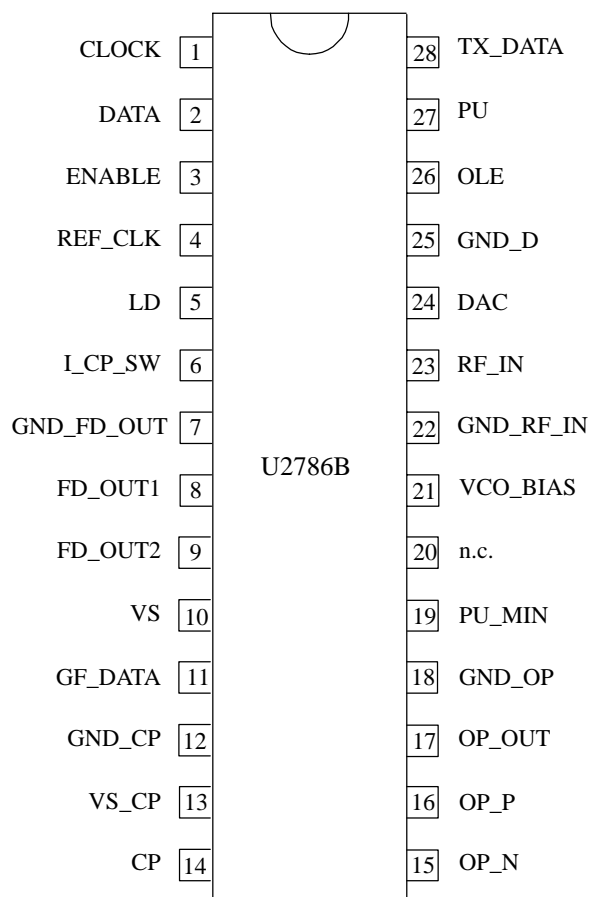 CLOCK 1 28 TX_DATA
DATA 2 27 PU
ENABLE 3 26 OLE
REF_CLK 4 25 GND_D
LD 5 24 DAC
I_CP_SW 6 23 RF_IN
GND_FD_OUT 7 22 GND_RF_IN
U2786B
FD_OUT1 8 21 VCO_BIAS
FD_OUT2 9 20 n.c.
VS 10 19 PU_MIN
GF_DATA 11 18 GND_OP
GND_CP 12 17 OP_OUT
VS_CP 13 16 OP_P
CP 14 15 OP_N